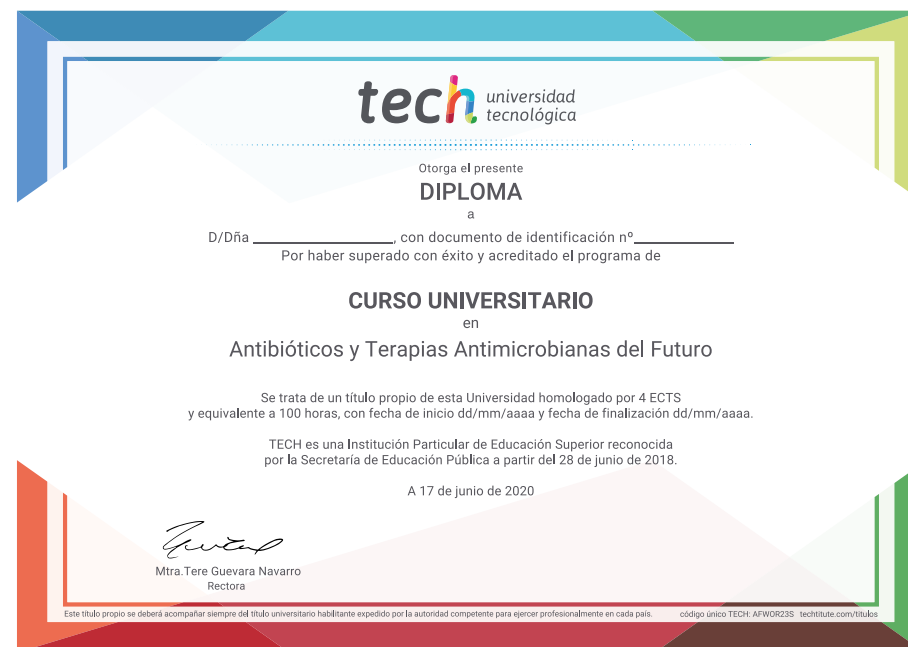 tech universidad
tecnológica
Otorga el presente
DIPLOMA
a
D/Dña ______________, con documento de identificación nº__________
Por haber superado con éxito y acreditado el programa de
CURSO UNIVERSITARIO
en
Antibióticos y Terapias Antimicrobianas del Futuro
Se trata de un título propio de esta Universidad homologado por 4 ECTS
y equivalente a 100 horas, con fecha de inicio dd/mm/aaaa y fecha de finalización dd/mm/aaaa.
TECH es una Institución Particular de Educación Superior reconocida
por la Secretaría de Educación Pública a partir del 28 de junio de 2018.
A 17 de junio de 2020
Mtra.Tere Guevara Navarro
Rectora
Este título propio se deberá acompañar siempre del título universitario habilitante expedido por la autoridad competente para ejercer profesionalmente en cada país. código único TECH: AFWOR23S techtitute.com/títulos